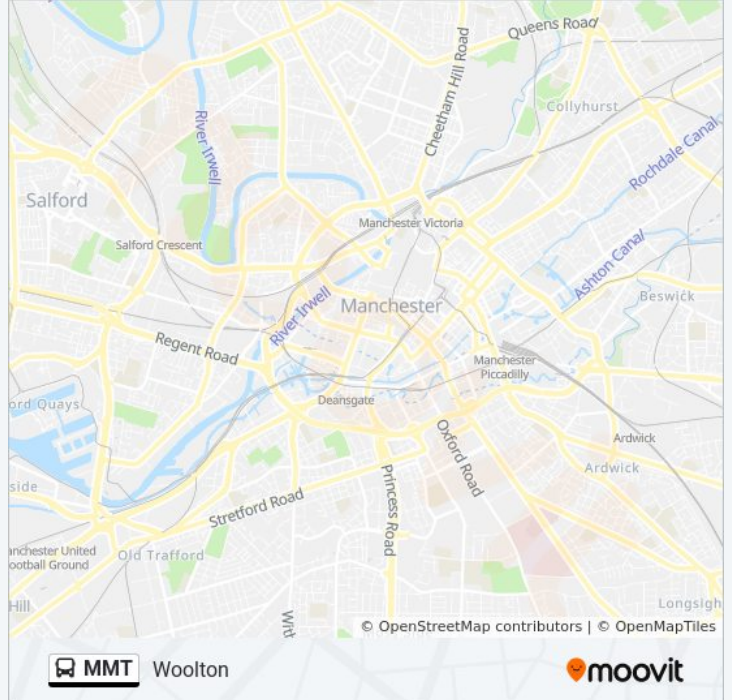 Queens Road
Cheetham Hill Road
Collyhurst
River Irwell
Rochdale Canal
Salford
Manchester Victoria
Salford Crescent
Ashton Canal
Beswick
River Irwell
Manchester
Regent Road
Manchester
Piccadilly
ord Quays
Deansgate
Oxford Road
Ardwick
Ardwick
side
Princess Road
Stretford Road
anchester United
ootball Ground
Old Trafford
Hill
Longsigh
Witl
© OpenStreetMap contributors | © OpenMapTiles
MMT Woolton
moovit